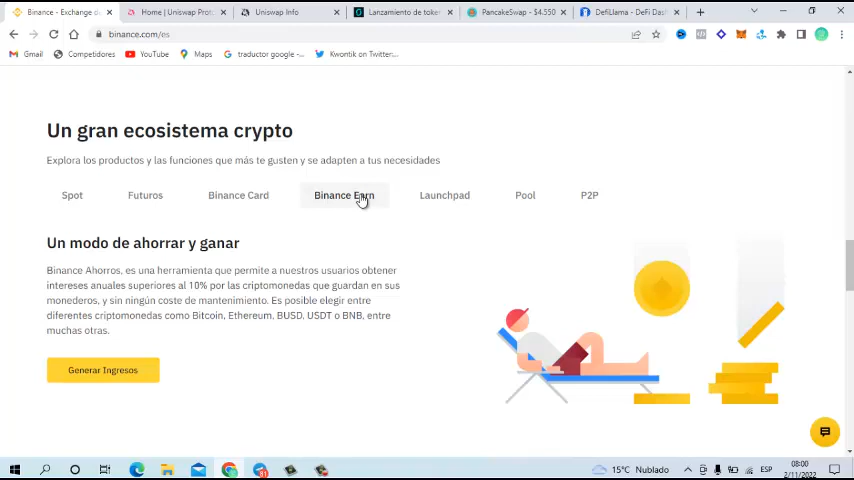 Binance - Exchange de
Home | Uniswap Prot
Uniswap Info
Lanzamiento de token
PancakeSwap - $4.550
DefiLlama - DeFi Dash
binance.com/es
Gmail
Competidores
YouTube
Maps
traductor google -...
Kwontik on Twitter:...
Un gran ecosistema crypto
Explora los productos y las funciones que más te gusten y se adapten a tus necesidades
Spot
Futuros
Binance Card
Binance Earn
Launchpad
Pool
P2P
Un modo de ahorrar y ganar
Binance Ahorros, es una herramienta que permite a nuestros usuarios obtener
intereses anuales superiores al 10% por las criptomonedas que guardan en sus
monederos, y sin ningún coste de mantenimiento. Es posible elegir entre
diferentes criptomonedas como Bitcoin, Ethereum, BUSD, USDT o BNB, entre
muchas otras.
Generar Ingresos
15°C Nublado
ESP
08:00
2/11/2022